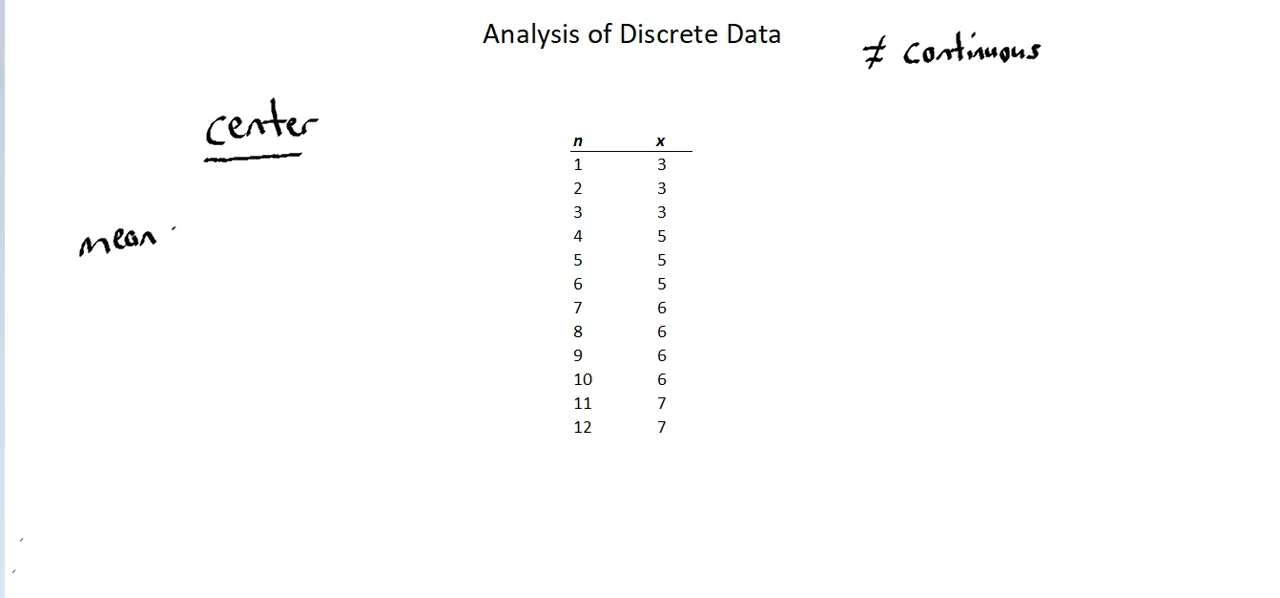 Analysis of Discrete Data
≠ continuous
center
mean
n x
1 3
2 3
3 3
4 5
5 5
6 5
7 6
8 6
9 6
10 6
11 7
12 7